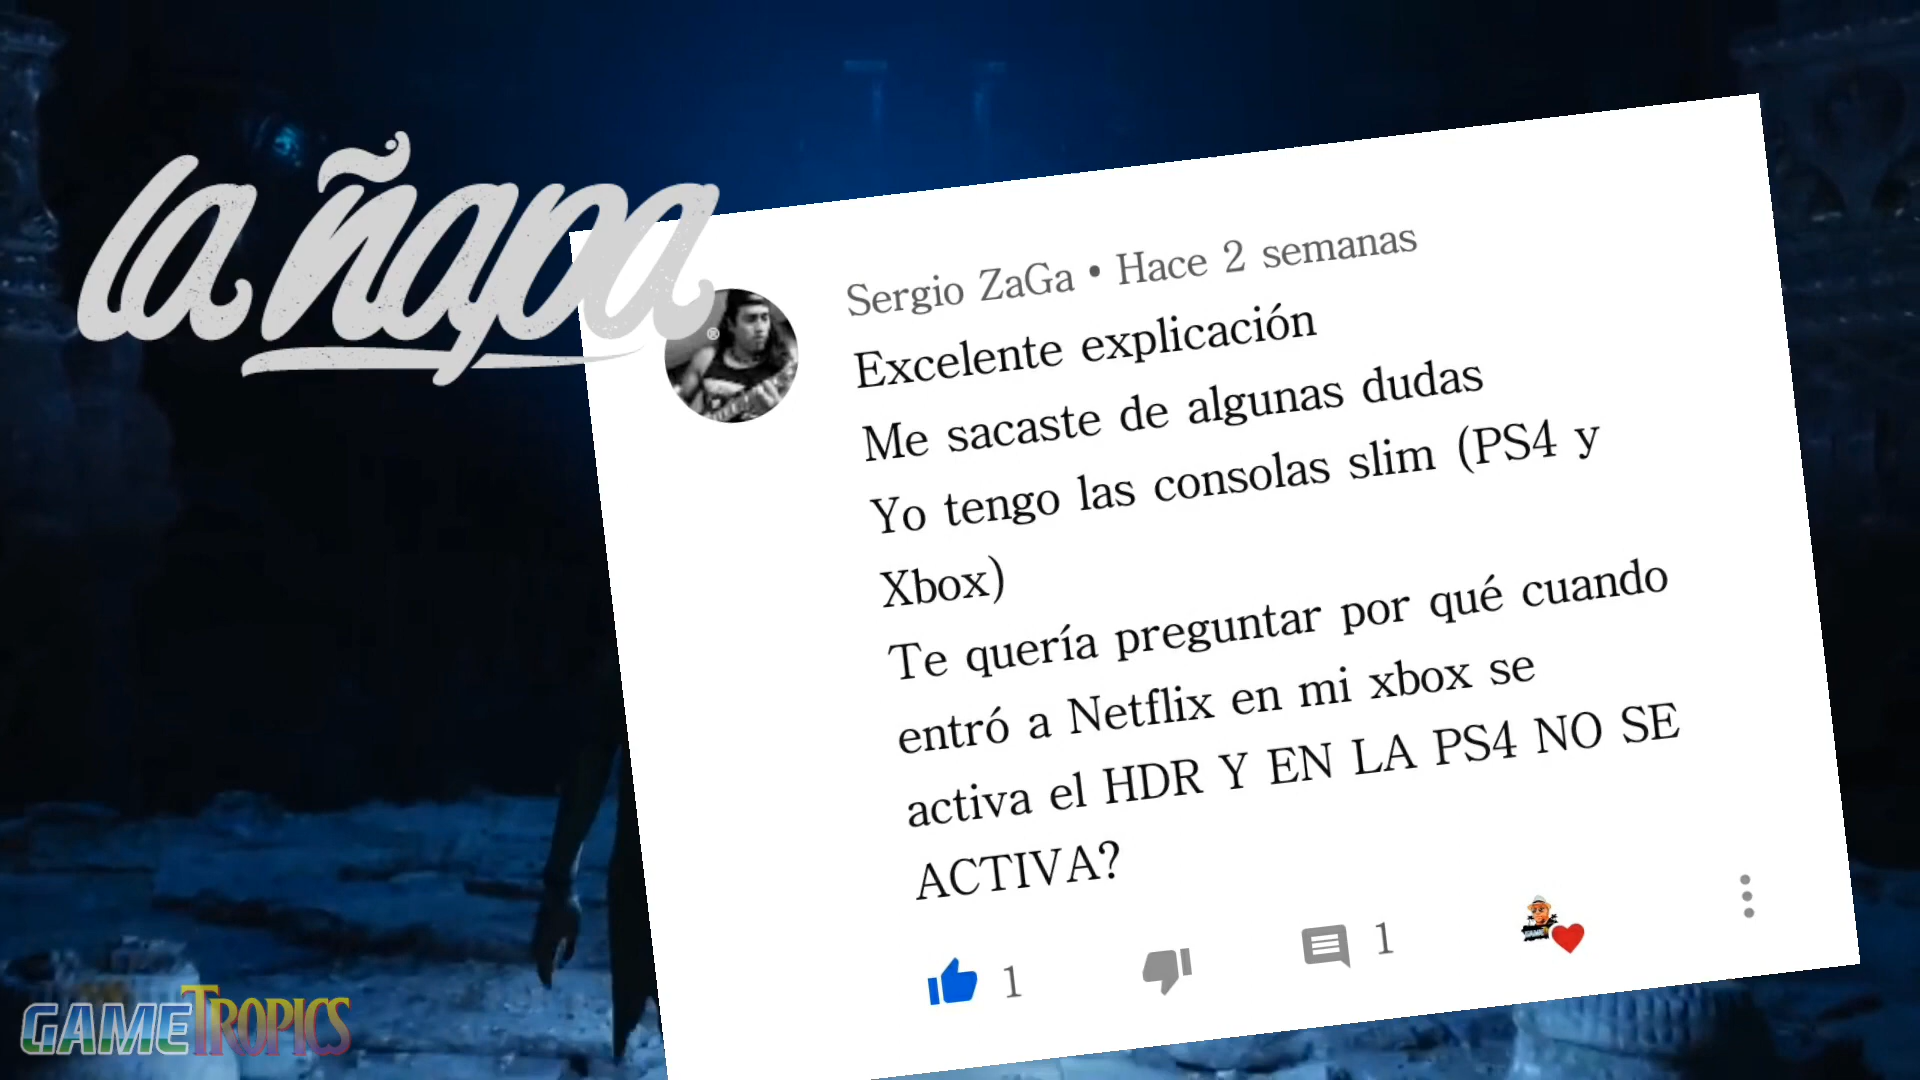 la ñapa
®
Sergio ZaGa • Hace 2 semanas
Excelente explicación
Me sacaste de algunas dudas
Yo tengo las consolas slim (PS4 y
Xbox)
Te quería preguntar por qué cuando
entró a Netflix en mi xbox se
activa el HDR Y EN LA PS4 NO SE
ACTIVA?
1
1
GAMETROPICS